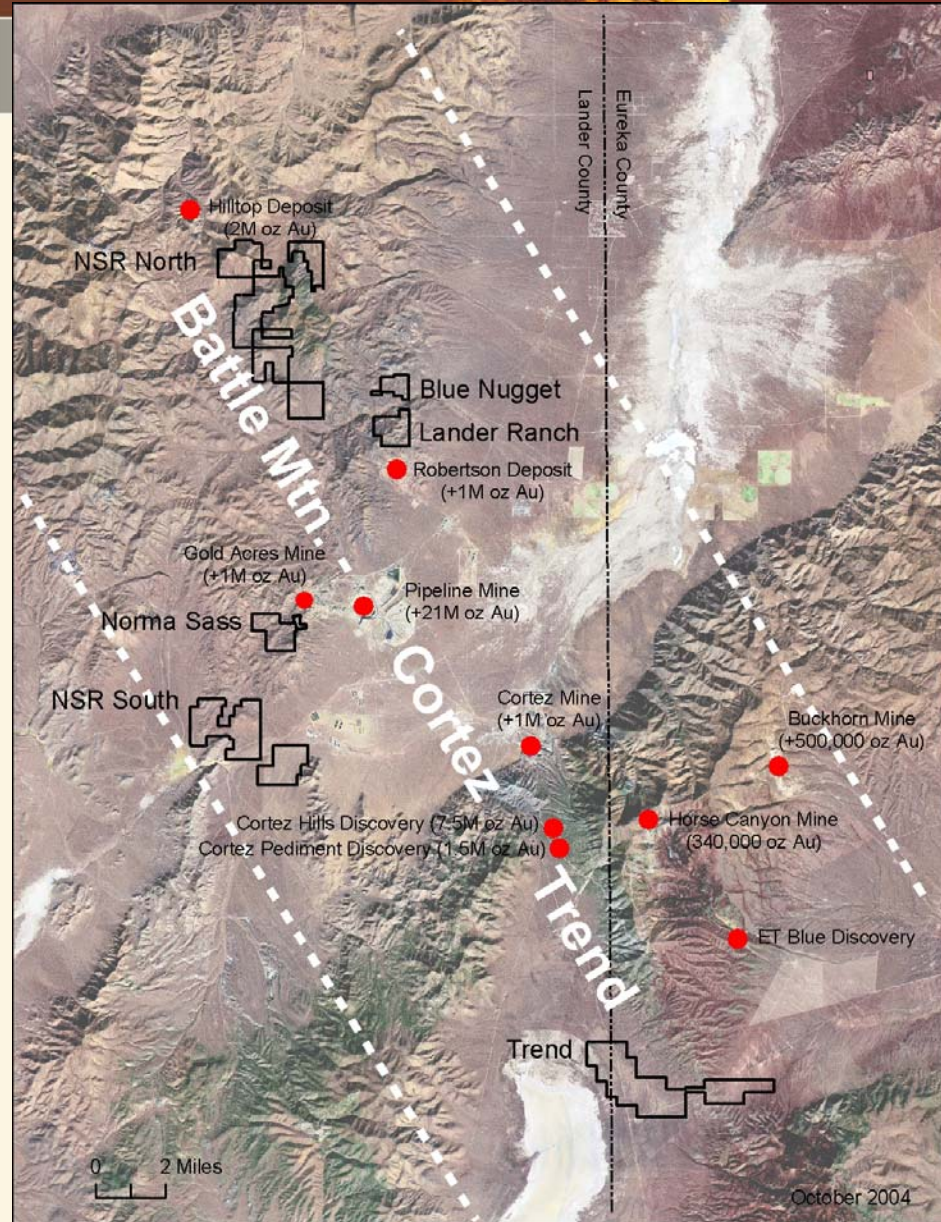 Eureka County
Lander County
Hilltop Deposit
(2M oz Au)
NSR North
Battle Mtn
Blue Nugget
Lander Ranch
Robertson Deposit
(+1M oz Au)
Gold Acres Mine
(+1M oz Au)
Pipeline Mine
(+21M oz Au)
Norma Sass
Cortez
NSR South
Cortez Mine
(+1M oz Au)
Buckhorn Mine
(+500,000 oz Au)
Cortez Hills Discovery (7.5M oz Au)
Cortez Pediment Discovery (1.5M oz Au)
Horse Canyon Mine
(340,000 oz Au)
Trend
ET Blue Discovery
Trend
0 2 Miles
October 2004